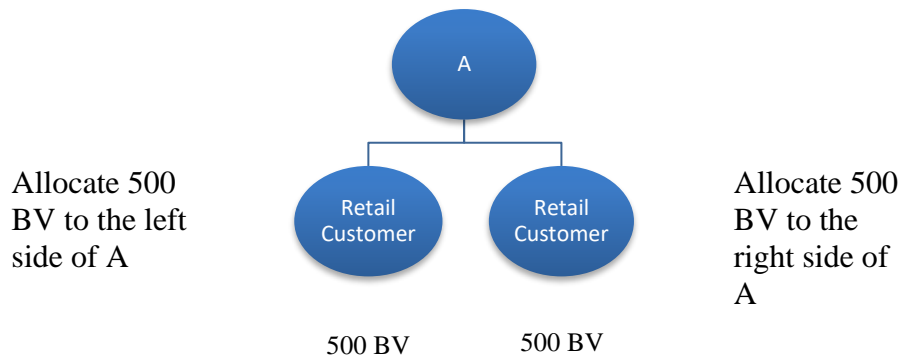 A
Allocate 500
BV to the left
side of A
Retail
Customer
Retail
Customer
Allocate 500
BV to the
right side of
A
500 BV
500 BV